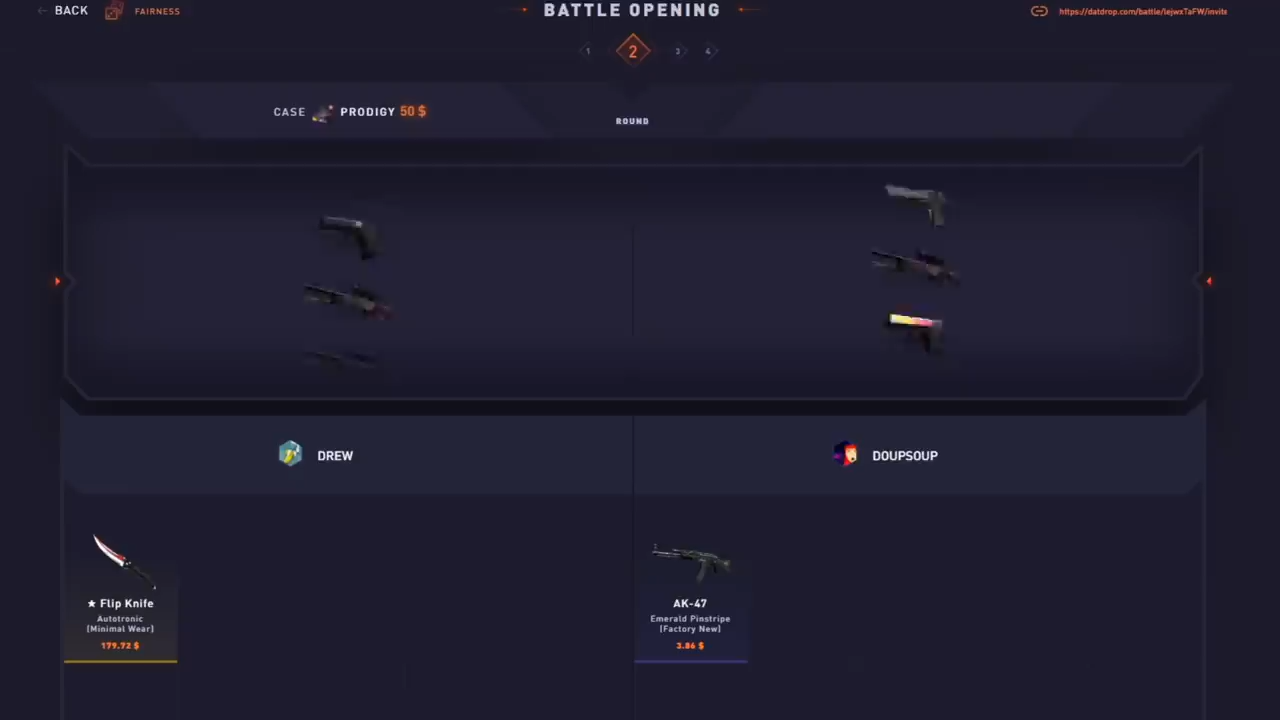 BACK
FAIRNESS
BATTLE OPENING
https://datdrop.com/battle/lejwxTaFW/invite
1
2
3
4
CASE PRODIGY 50 $
ROUND
DREW
DOUPSOUP
★ Flip Knife
Autotronic
(Minimal Wear)
179.72 $
AK-47
Emerald Pinstripe
(Factory New)
3.86 $